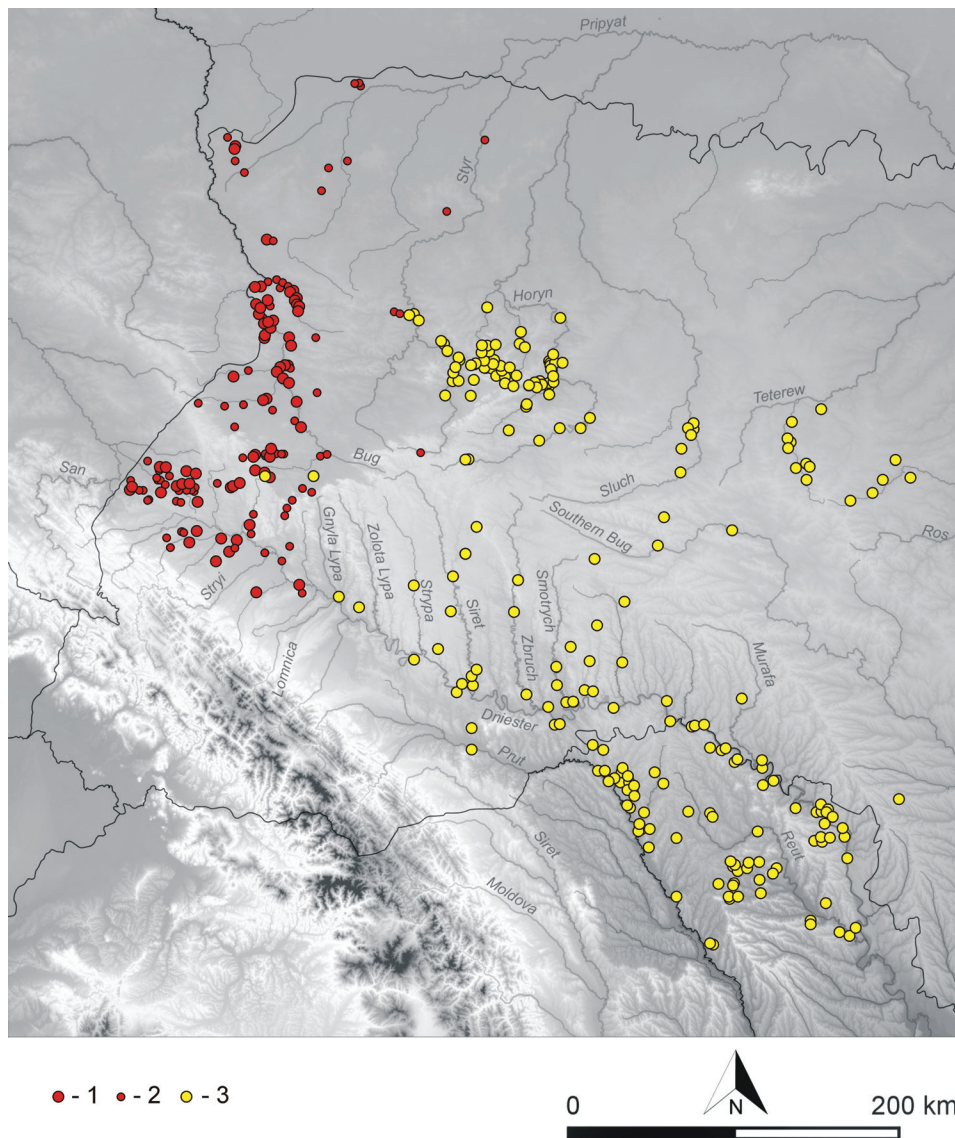 Pripyat
Styr
Horyn
Teterew
San
Bug
Sluch
Southern Bug
Ros
Gnyla Lypa
Zolota Lypa
Strypa
Siret
Zbruch
Smotrych
Stryi
Lomnica
Murafa
Dniester
Prut
Siret
Reut
Moldova
- 1 - 2 - 3
N
0 200 km